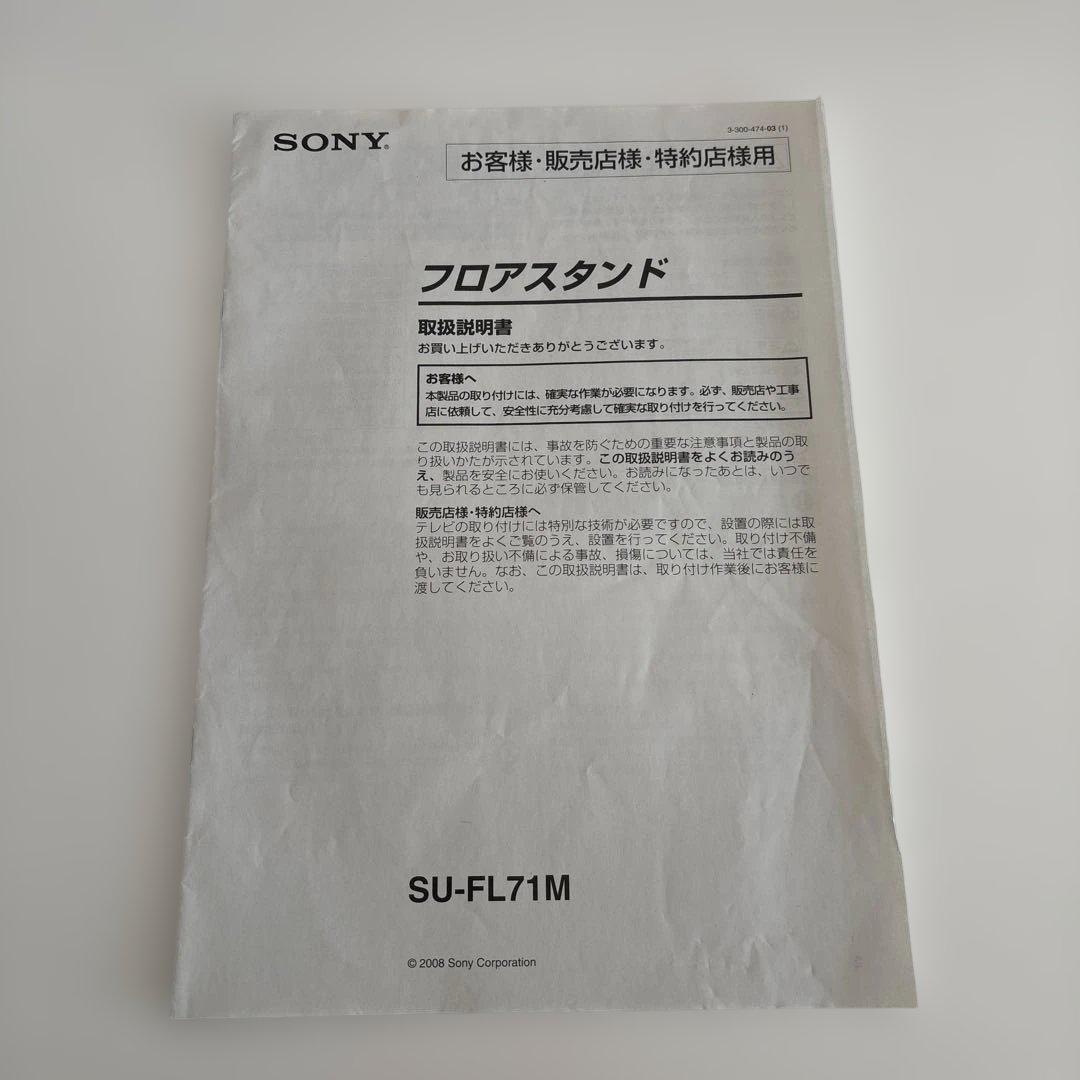 SONY®
3-300-474-03 (1)
お客様・販売店様・特約店様用
フロアスタンド
取扱説明書
お買い上げいただきありがとうございます。
お客様へ
本製品の取り付けには、確実な作業が必要になります。必ず、販売店や工事
店に依頼して、安全性に充分考慮して確実な取り付けを行ってください。
この取扱説明書には、事故を防ぐための重要な注意事項と製品の取
り扱いかたが示されています。この取扱説明書をよくお読みのう
え、製品を安全にお使いください。お読みになったあとは、いつで
も見られるところに必ず保管してください。
販売店様・特約店様へ
テレビの取り付けには特別な技術が必要ですので、設置の際には取
扱説明書をよくご覧のうえ、設置を行ってください。取り付け不備
や、お取り扱い不備による事故、損傷については、当社では責任を
負いません。なお、この取扱説明書は、取り付け作業後にお客様に
渡してください。
SU-FL71M
© 2008 Sony Corporation